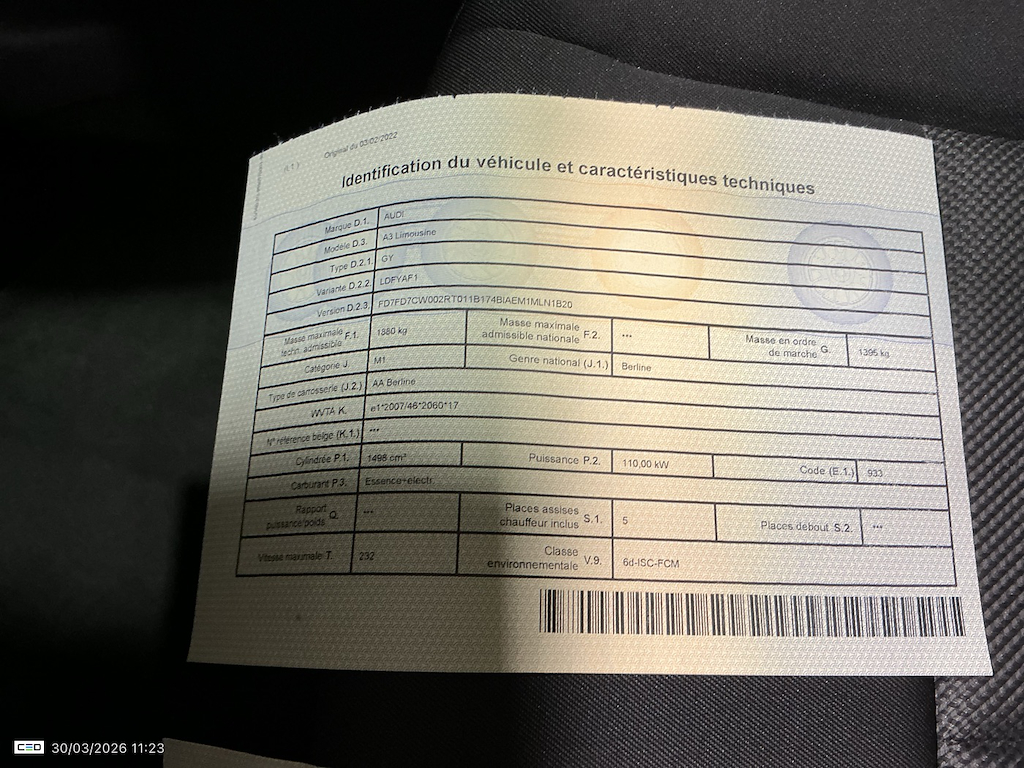 Original du 03/02/2022
Identification du véhicule et caractéristiques techniques
Marque D.1. AUDI
Modèle D.3. A3 Limousine
Type D.2.1. GY
Variante D.2.2. LDFYAF1
Version D.2.3. FD7FD7CW002RT011B174BIAEM1MLN1B20
Masse maximale techn. admissible F.1. 1880 kg Masse maximale admissible nationale F.2. *** Masse en ordre de marche G. 1395 kg
Catégorie J. M1 Genre national (J.1.) Berline
Type de carrosserie (J.2.) AA Berline
WVTA K. e1*2007/46*2060*17
N° référence belge (K.1.) ***
Cylindrée P.1. 1498 cm³ Puissance P.2. 110,00 kW Code (E.1.) 933
Carburant P.3. Essence+electr.
Rapport puissance/poids Q. *** Places assises chauffeur inclus S.1. 5 Places debout S.2. ***
Vitesse maximale T. 232 Classe environnementale V.9. 6d-ISC-FCM
30/03/2026 11:23